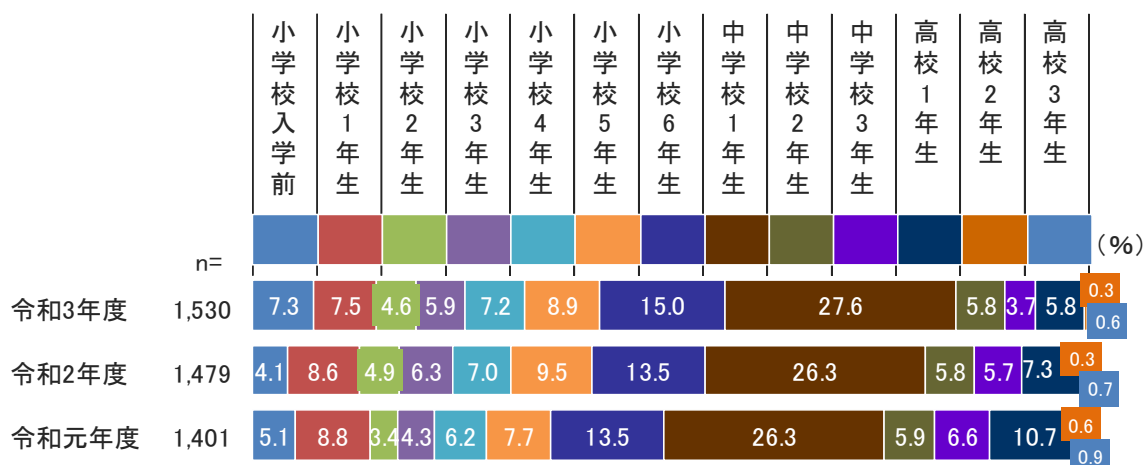 小学校入学前
小学校1年生
小学校2年生
小学校3年生
小学校4年生
小学校5年生
小学校6年生
中学校1年生
中学校2年生
中学校3年生
高校1年生
高校2年生
高校3年生
(%)
n=
令和3年度 1,530 7.3 7.5 4.6 5.9 7.2 8.9 15.0 27.6 5.8 3.7 5.8 0.3 0.6
令和2年度 1,479 4.1 8.6 4.9 6.3 7.0 9.5 13.5 26.3 5.8 5.7 7.3 0.3 0.7
令和元年度 1,401 5.1 8.8 3.4 4.3 6.2 7.7 13.5 26.3 5.9 6.6 10.7 0.6 0.9